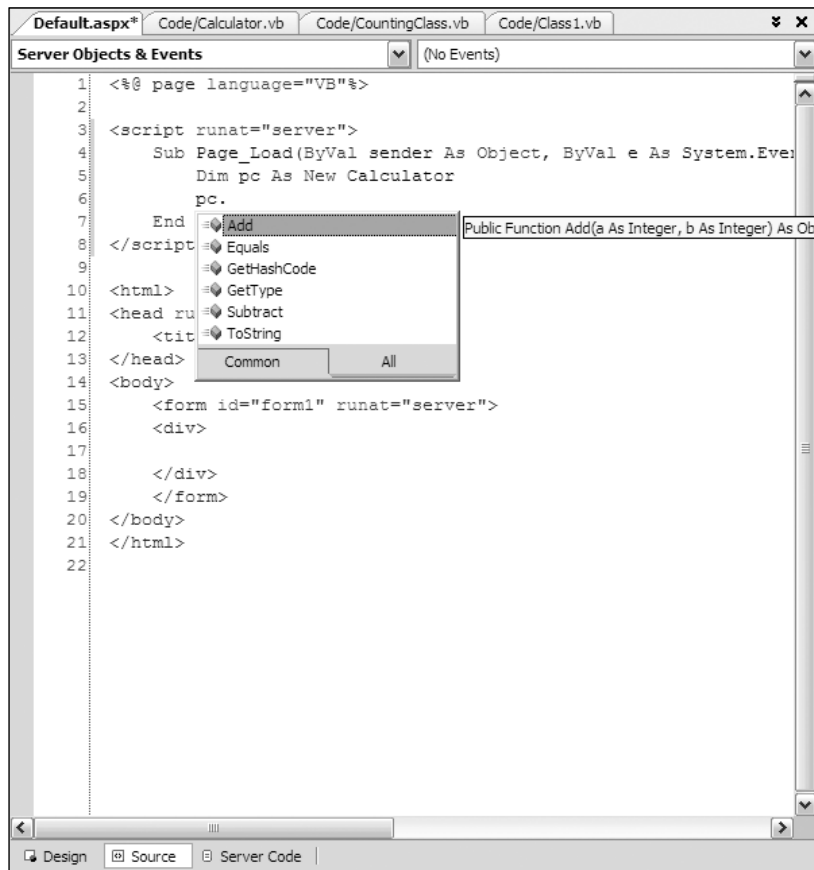 Default.aspx* Code/Calculator.vb Code/CountingClass.vb Code/Class1.vb
Server Objects & Events (No Events)
1 <%@ page language="VB"%>
2
3 <script runat="server">
4 Sub Page_Load(ByVal sender As Object, ByVal e As System.Even
5 Dim pc As New Calculator
6 pc.
7 End
8 </script
9
10 <html>
11 <head ru
12 <tit
13 </head>
14 <body>
15 <form id="form1" runat="server">
16 <div>
17
18 </div>
19 </form>
20 </body>
21 </html>
22
Add
Equals
GetHashCode
GetType
Subtract
ToString
Common All
Public Function Add(a As Integer, b As Integer) As Ob
Design Source Server Code